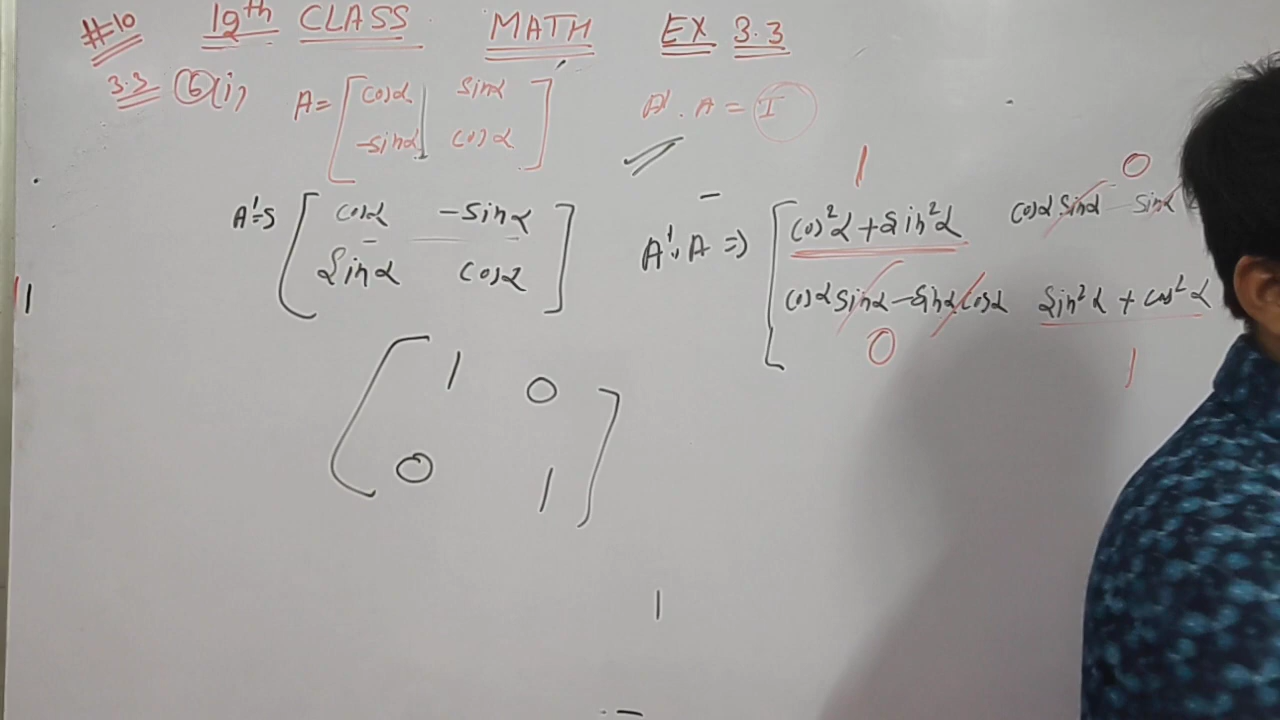 #10 12th CLASS MATH EX 3.3
3.3 6(i) A = [ cosα sinα
-sinα cosα ] A'. A = I
A' = [ cosα -sinα
sinα cosα ]
A'. A => [ cos²α + sin²α cosα sinα - sinα
cosα sinα - sinα cosα sin²α + cos²α
1 0
0 1
[ 1 0
0 1 ]